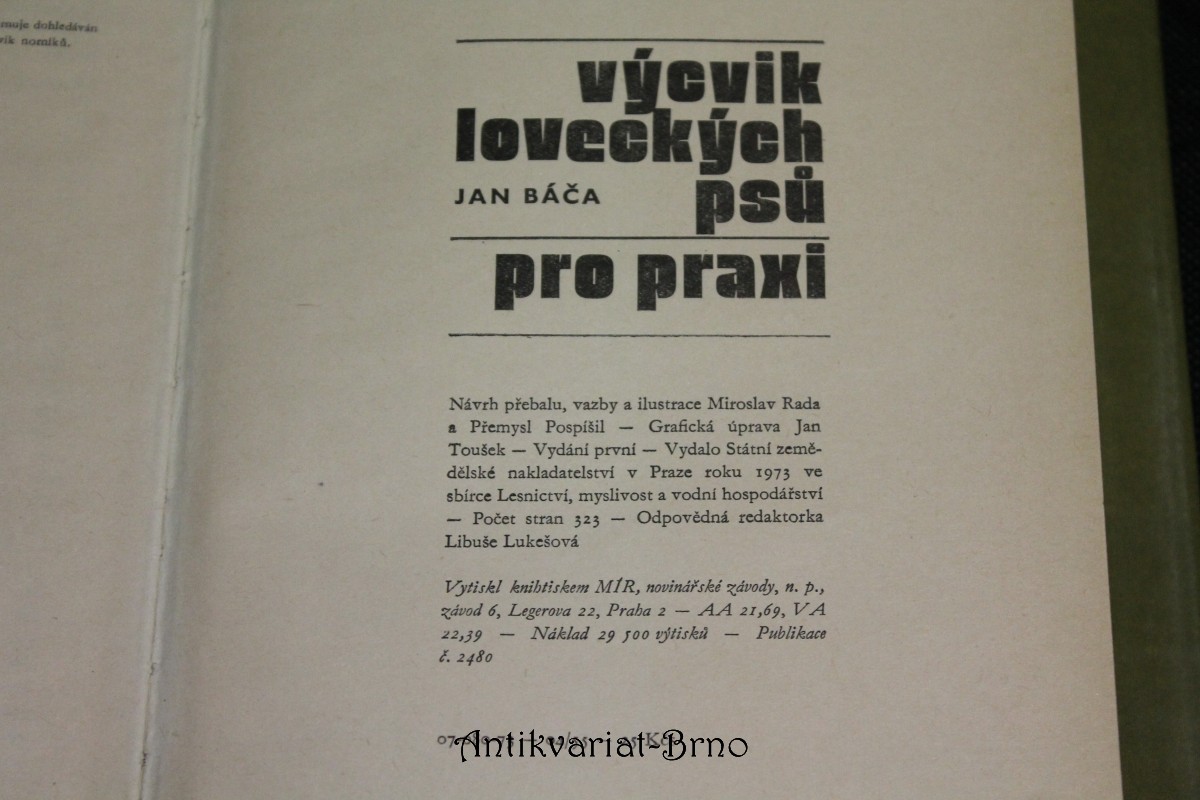 muje dohledáván
norníků.
výcvik
loveckých
JAN BÁČA psů
pro praxi
Návrh přebalu, vazby a ilustrace Miroslav Rada
a Přemysl Pospíšil — Grafická úprava Jan
Toušek — Vydání první — Vydalo Státní země-
dělské nakladatelství v Praze roku 1973 ve
sbírce Lesnictví, myslivost a vodní hospodářství
— Počet stran 323 — Odpovědná redaktorka
Libuše Lukešová
Vytiskl knihtiskem MÍR, novinářské závody, n. p.,
závod 6, Legerova 22, Praha 2 — AA 21,69, VA
22,39 — Náklad 29 500 výtisků — Publikace
č. 2480
Antikvariat-Brno